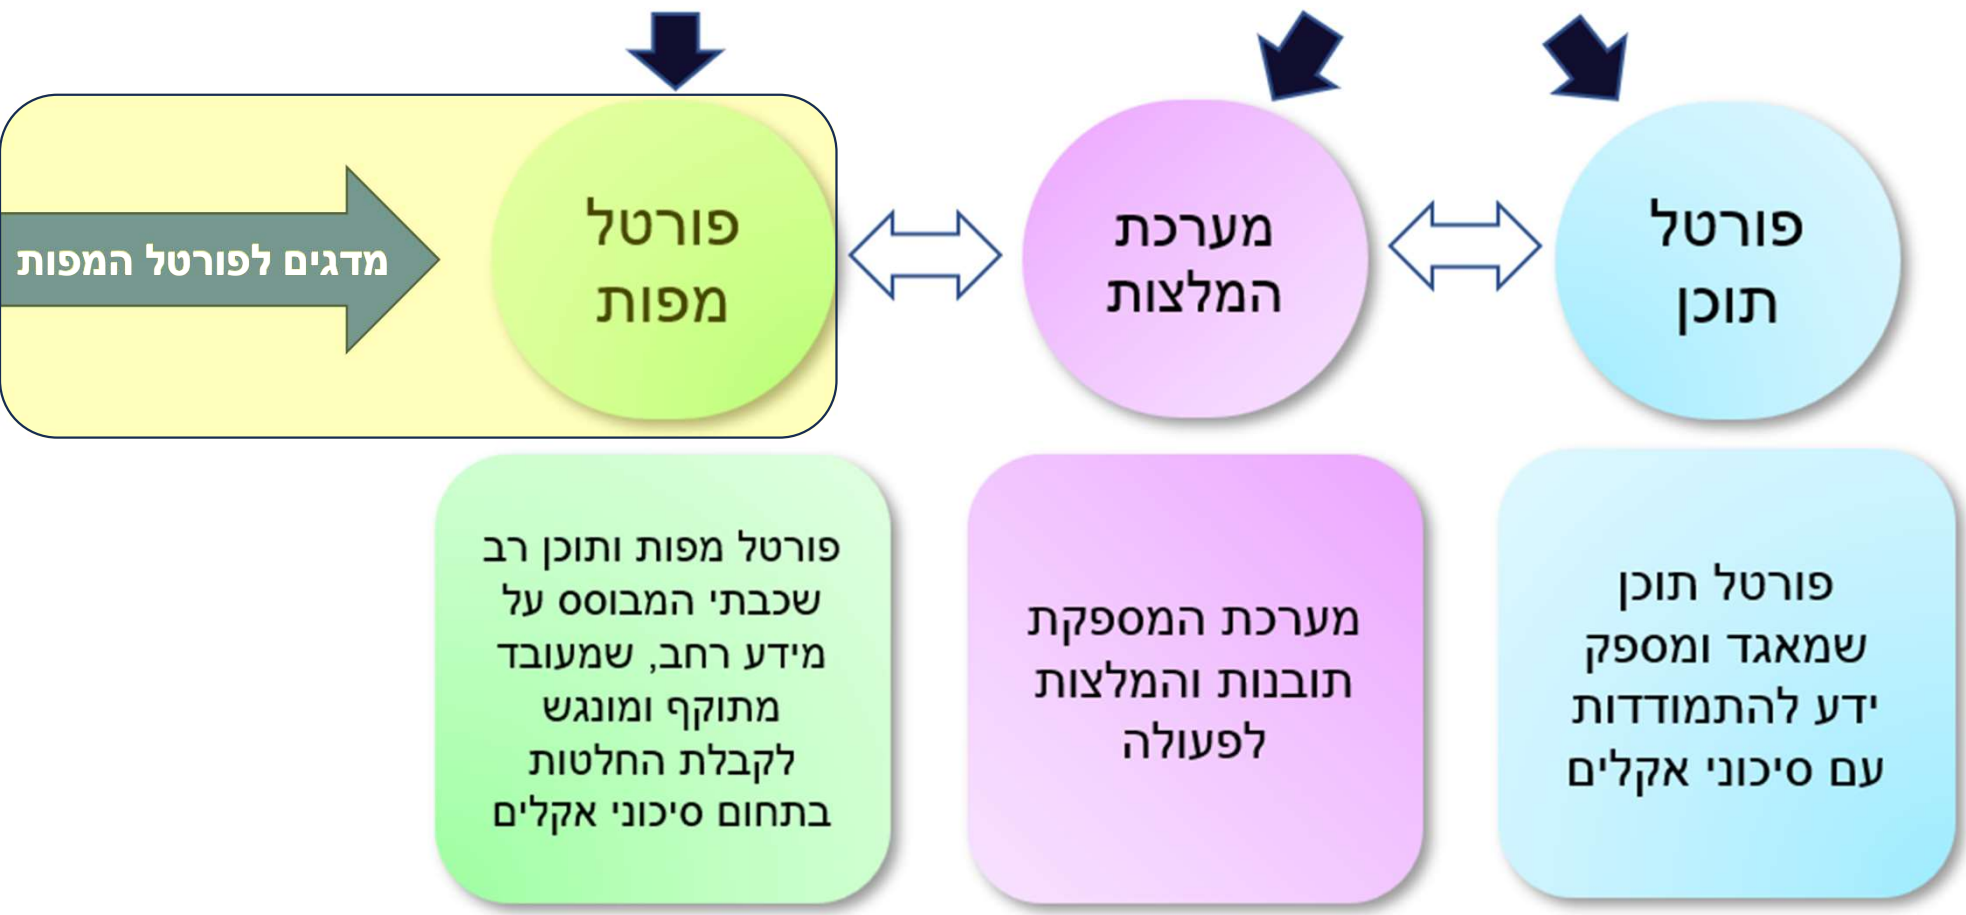 פורטל
תוכן
מערכת
המלצות
פורטל
מפות
מדגים לפורטל המפות
פורטל תוכן
שמאגד ומספק
ידע להתמודדות
עם סיכוני אקלים
מערכת המספקת
תובנות והמלצות
לפעולה
פורטל מפות ותוכן רב
שכבתי המבוסס על
מידע רחב, שמעובד
מתוקף ומונגש
לקבלת החלטות
בתחום סיכוני אקלים